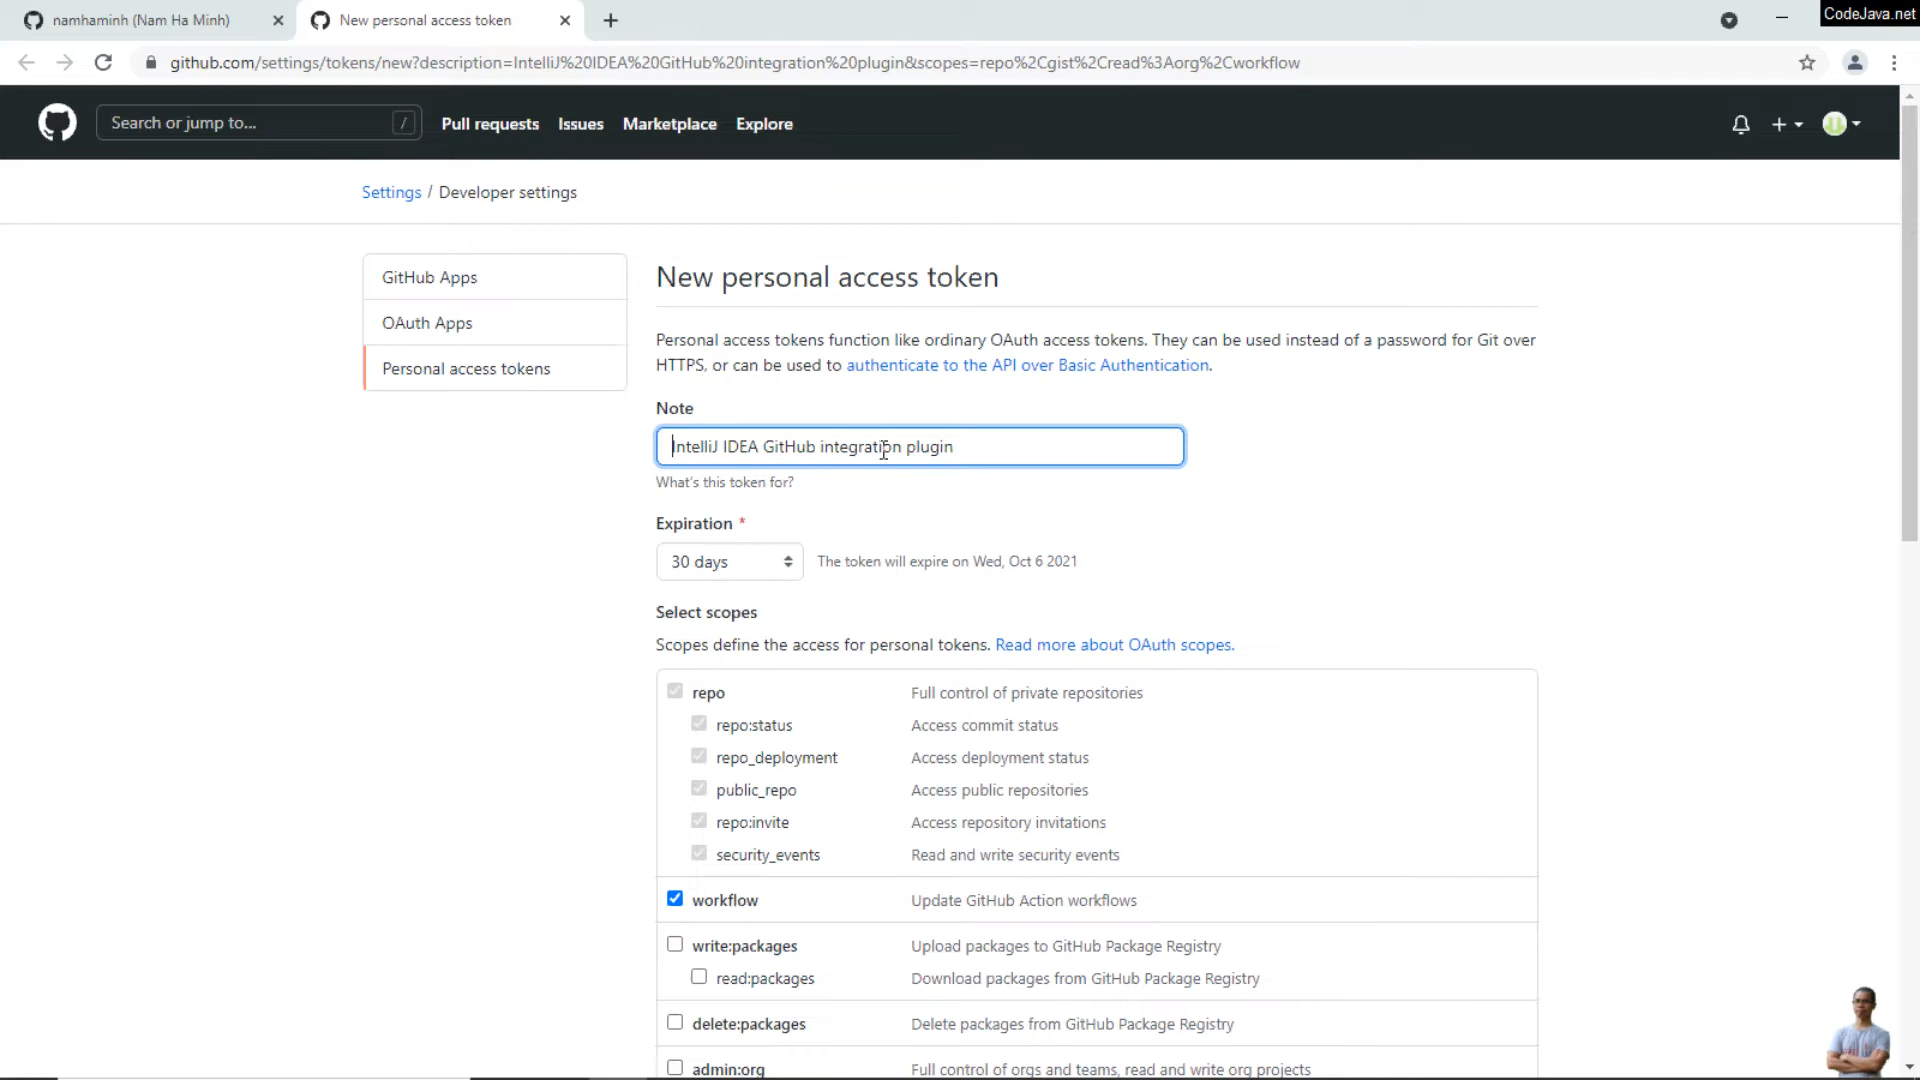 namhaminh (Nam Ha Minh)
New personal access token
CodeJava.net
github.com/settings/tokens/new?description=IntelliJ%20IDEA%20GitHub%20integration%20plugin&scopes=repo%2Cgist%2Cread%3Aorg%2Cworkflow
Search or jump to... /
Pull requests Issues Marketplace Explore
Settings / Developer settings
GitHub Apps
OAuth Apps
Personal access tokens
New personal access token
Personal access tokens function like ordinary OAuth access tokens. They can be used instead of a password for Git over
HTTPS, or can be used to authenticate to the API over Basic Authentication.
Note
IntelliJ IDEA GitHub integration plugin
What's this token for?
Expiration *
30 days The token will expire on Wed, Oct 6 2021
Select scopes
Scopes define the access for personal tokens. Read more about OAuth scopes.
repo Full control of private repositories
repo:status Access commit status
repo_deployment Access deployment status
public_repo Access public repositories
repo:invite Access repository invitations
security_events Read and write security events
workflow Update GitHub Action workflows
write:packages Upload packages to GitHub Package Registry
read:packages Download packages from GitHub Package Registry
delete:packages Delete packages from GitHub Package Registry
admin:org Full control of orgs and teams, read and write org projects